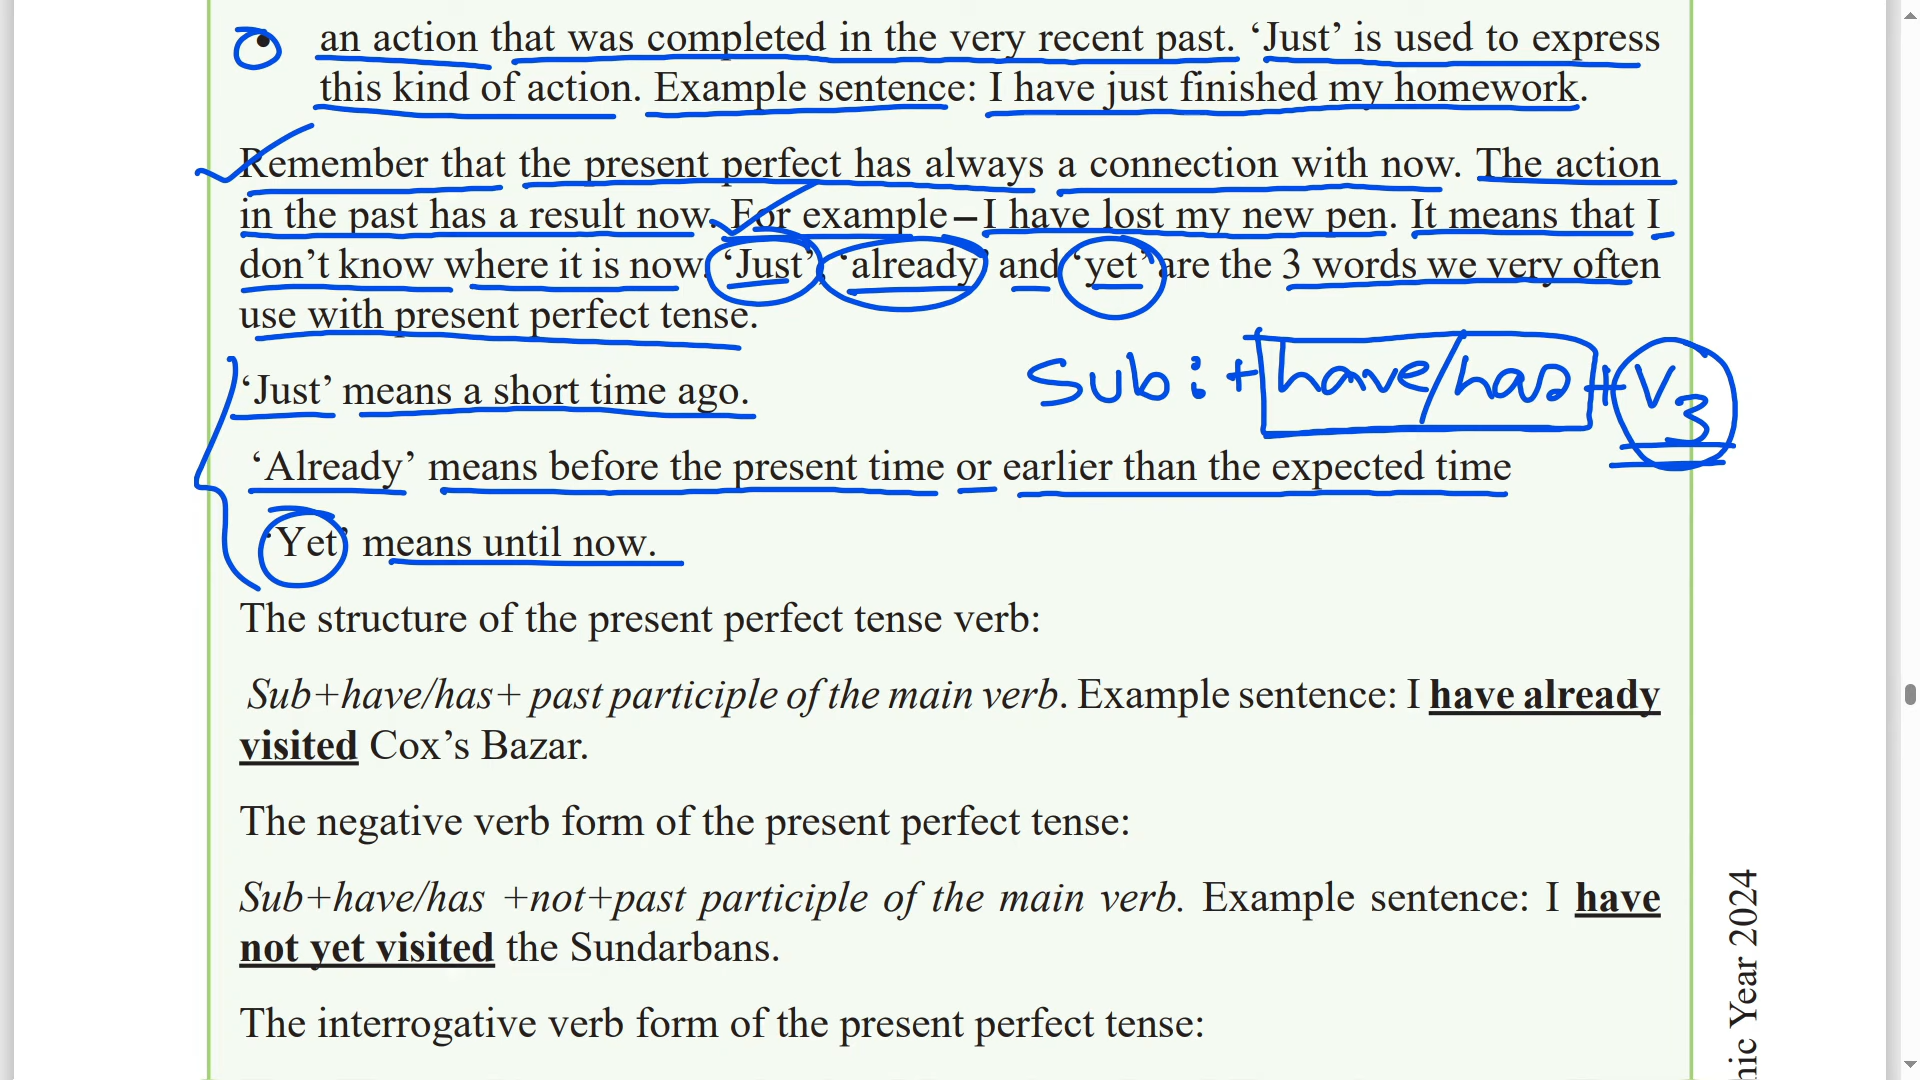 • an action that was completed in the very recent past. ‘Just’ is used to express
this kind of action. Example sentence: I have just finished my homework.
Remember that the present perfect has always a connection with now. The action
in the past has a result now. For example – I have lost my new pen. It means that I
don’t know where it is now. ‘Just’, ‘already’ and ‘yet’ are the 3 words we very often
use with present perfect tense.
‘Just’ means a short time ago.
Sub: + have/has + V3
‘Already’ means before the present time or earlier than the expected time
‘Yet’ means until now.
The structure of the present perfect tense verb:
Sub+have/has+ past participle of the main verb. Example sentence: I have already
visited Cox’s Bazar.
The negative verb form of the present perfect tense:
Sub+have/has +not+past participle of the main verb. Example sentence: I have
not yet visited the Sundarbans.
The interrogative verb form of the present perfect tense:
Year 2024